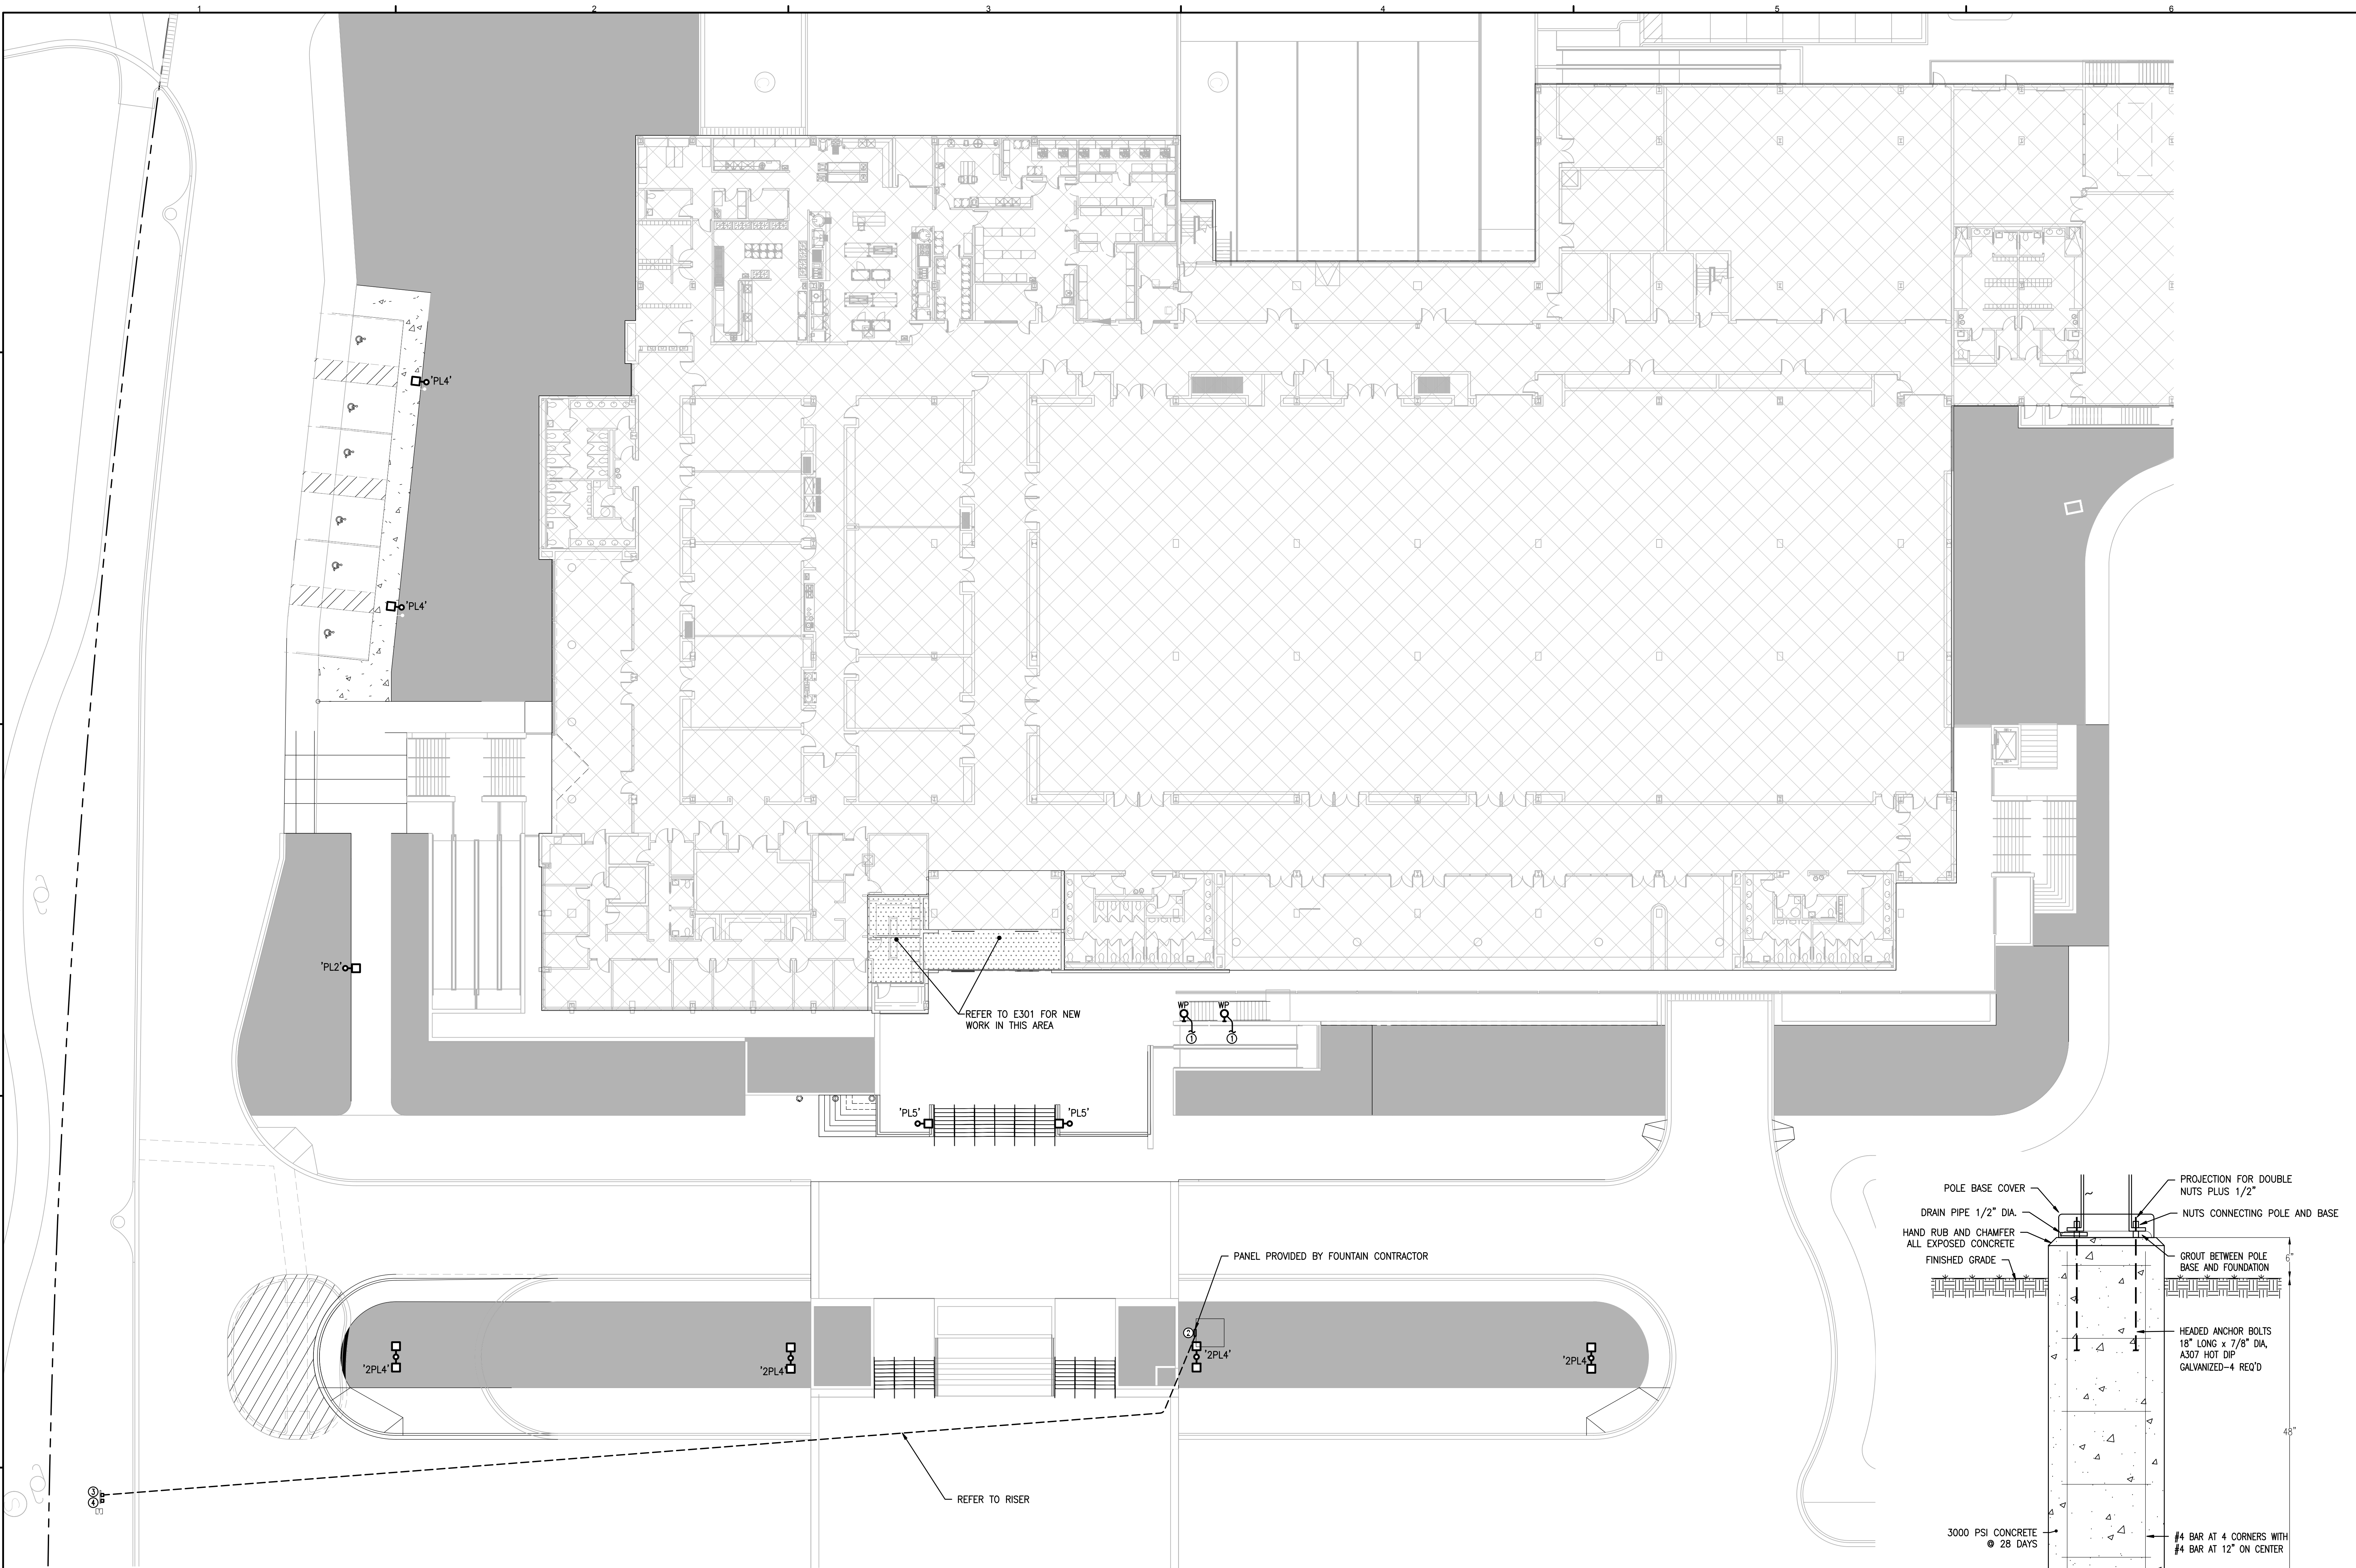 1
2
3
4
5
6
'PL4'
'PL4'
'PL2'
REFER TO E301 FOR NEW
WORK IN THIS AREA
WP
WP
1
1
'PL5'
'PL5'
PANEL PROVIDED BY FOUNTAIN CONTRACTOR
2
'2PL4'
'2PL4'
'2PL4'
'2PL4'
REFER TO RISER
3
4
POLE BASE COVER
DRAIN PIPE 1/2" DIA.
HAND RUB AND CHAMFER
ALL EXPOSED CONCRETE
FINISHED GRADE
PROJECTION FOR DOUBLE
NUTS PLUS 1/2"
NUTS CONNECTING POLE AND BASE
GROUT BETWEEN POLE
BASE AND FOUNDATION
6"
HEADED ANCHOR BOLTS
18" LONG x 7/8" DIA,
A307 HOT DIP
GALVANIZED-4 REQ'D
48"
3000 PSI CONCRETE
@ 28 DAYS
#4 BAR AT 4 CORNERS WITH
#4 BAR AT 12" ON CENTER